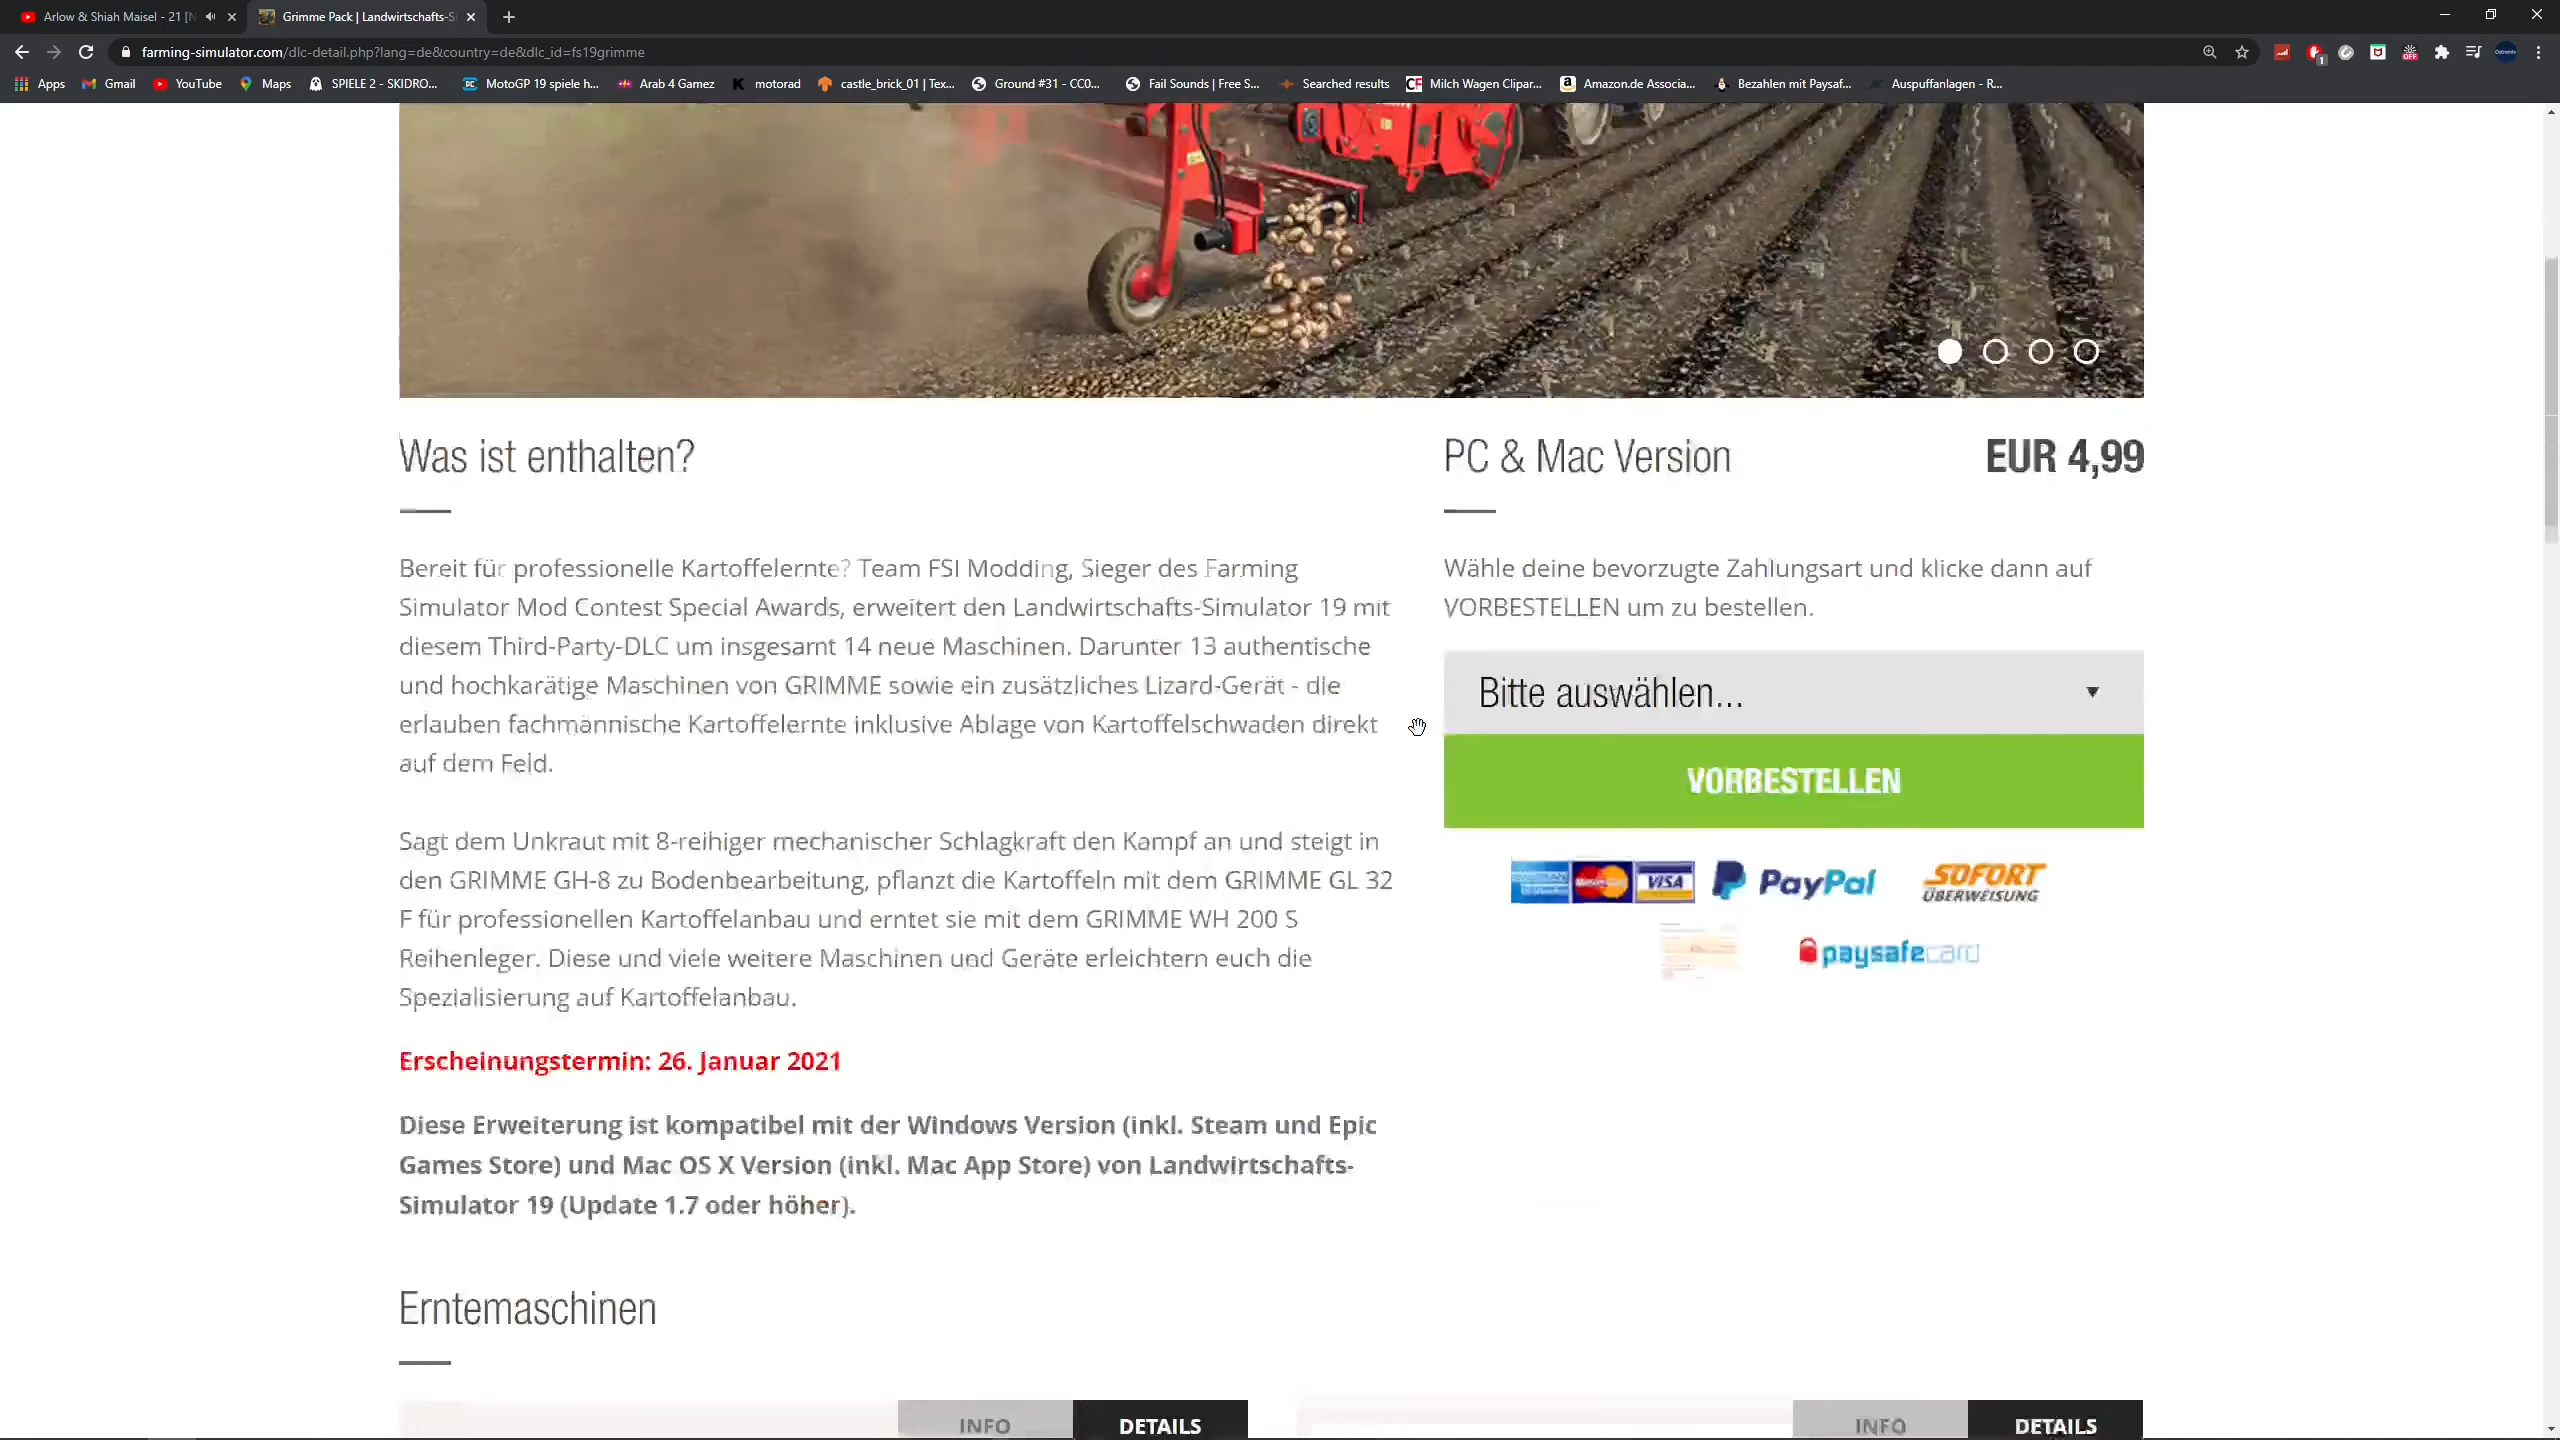 Arlow & Shiah Maisel - 21 [N
Grimme Pack | Landwirtschafts-Si
farming-simulator.com/dlc-detail.php?lang=de&country=de&dlc_id=fs19grimme
Apps
Gmail
YouTube
Maps
SPIELE 2 - SKIDRO...
MotoGP 19 spiele h...
Arab 4 Gamez
motorad
castle_brick_01 | Tex...
Ground #31 - CC0...
Fail Sounds | Free S...
Searched results
Milch Wagen Clipar...
Amazon.de Associa...
Bezahlen mit Paysaf...
Auspuffanlagen - R...
Was ist enthalten?
Bereit für professionelle Kartoffelernte? Team FSI Modding, Sieger des Farming
Simulator Mod Contest Special Awards, erweitert den Landwirtschafts-Simulator 19 mit
diesem Third-Party-DLC um insgesamt 14 neue Maschinen. Darunter 13 authentische
und hochkarätige Maschinen von GRIMME sowie ein zusätzliches Lizard-Gerät - die
erlauben fachmännische Kartoffelernte inklusive Ablage von Kartoffelschwaden direkt
auf dem Feld.
Sagt dem Unkraut mit 8-reihiger mechanischer Schlagkraft den Kampf an und steigt in
den GRIMME GH-8 zu Bodenbearbeitung, pflanzt die Kartoffeln mit dem GRIMME GL 32
F für professionellen Kartoffelanbau und erntet sie mit dem GRIMME WH 200 S
Reihenleger. Diese und viele weitere Maschinen und Geräte erleichtern euch die
Spezialisierung auf Kartoffelanbau.
Erscheinungstermin: 26. Januar 2021
Diese Erweiterung ist kompatibel mit der Windows Version (inkl. Steam und Epic
Games Store) und Mac OS X Version (inkl. Mac App Store) von Landwirtschafts-
Simulator 19 (Update 1.7 oder höher).
PC & Mac Version
EUR 4,99
Wähle deine bevorzugte Zahlungsart und klicke dann auf
VORBESTELLEN um zu bestellen.
Bitte auswählen...
VORBESTELLEN
MasterCard
VISA
PayPal
SOFORT
ÜBERWEISUNG
paysafecard
Erntemaschinen
INFO
DETAILS
INFO
DETAILS